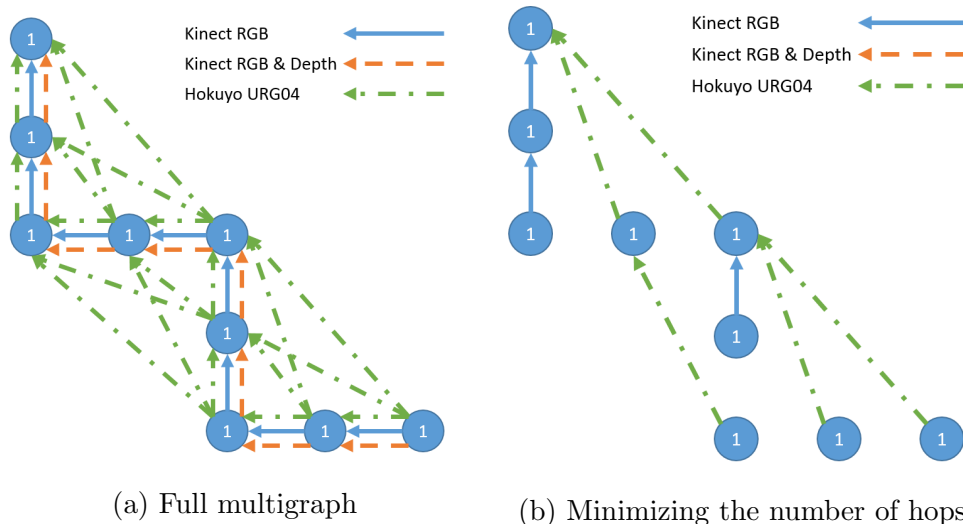 Kinect RGB
Kinect RGB & Depth
Hokuyo URG04
1
1
1 1 1
1
1 1 1
(a) Full multigraph
Kinect RGB
Kinect RGB & Depth
Hokuyo URG04
1
1
1 1 1
1
1 1 1
(b) Minimizing the number of hops